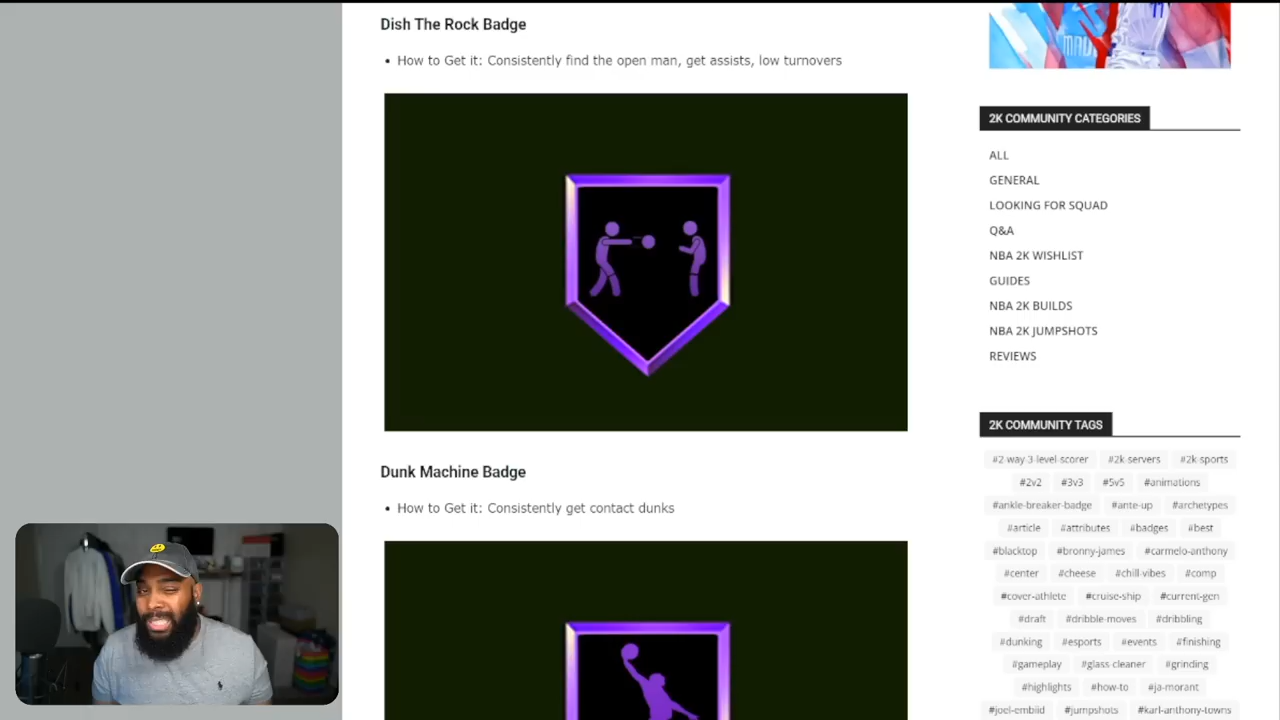 Dish The Rock Badge
• How to Get it: Consistently find the open man, get assists, low turnovers
Dunk Machine Badge
• How to Get it: Consistently get contact dunks
2K COMMUNITY CATEGORIES
ALL
GENERAL
LOOKING FOR SQUAD
Q&A
NBA 2K WISHLIST
GUIDES
NBA 2K BUILDS
NBA 2K JUMPSHOTS
REVIEWS
2K COMMUNITY TAGS
#2-way-3-level-scorer #2k-servers #2k-sports
#2v2 #3v3 #5v5 #animations
#ankle-breaker-badge #ante-up #archetypes
#article #attributes #badges #best
#blacktop #bronny-james #carmelo-anthony
#center #cheese #chill-vibes #comp
#cover-athlete #cruise-ship #current-gen
#draft #dribble-moves #dribbling
#dunking #esports #events #finishing
#gameplay #glass-cleaner #grinding
#highlights #how-to #ja-morant
#joel-embiid #jumpshots #karl-anthony-towns